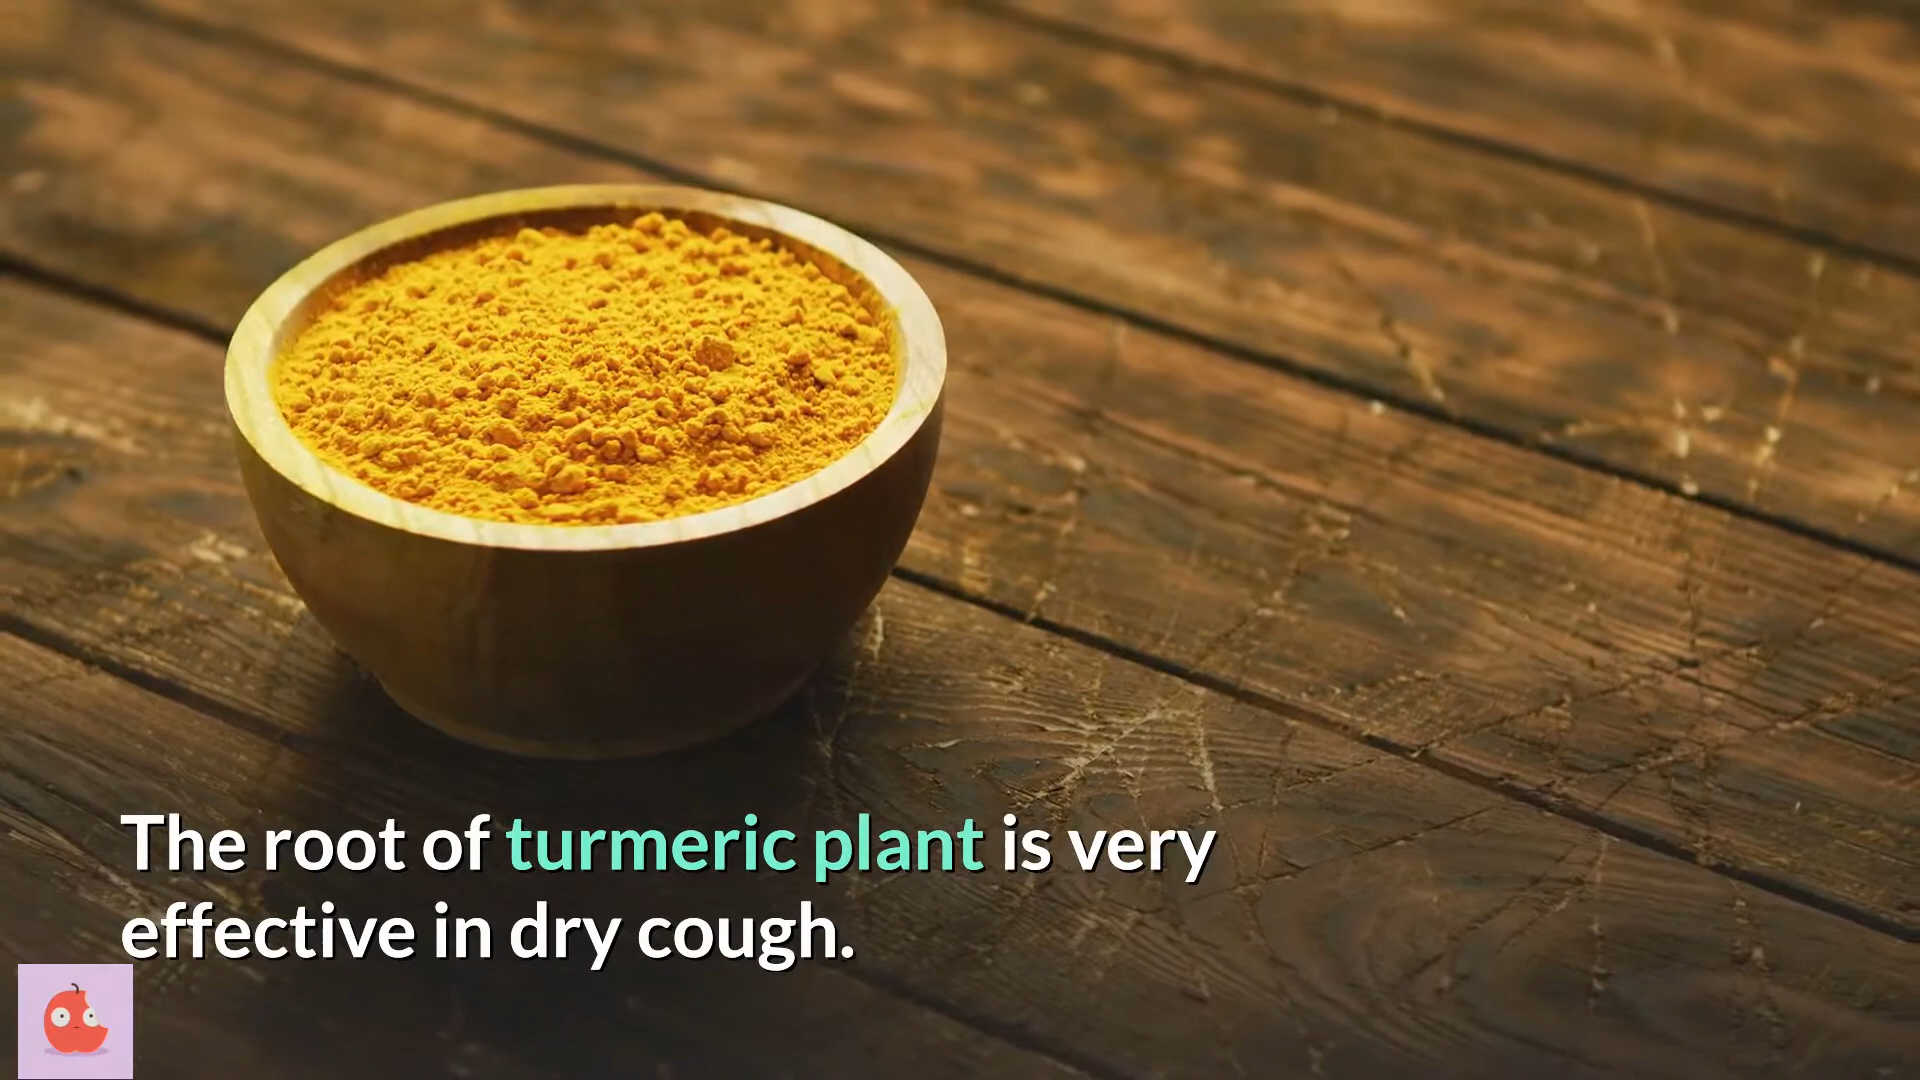 The root of turmeric plant is very
effective in dry cough.